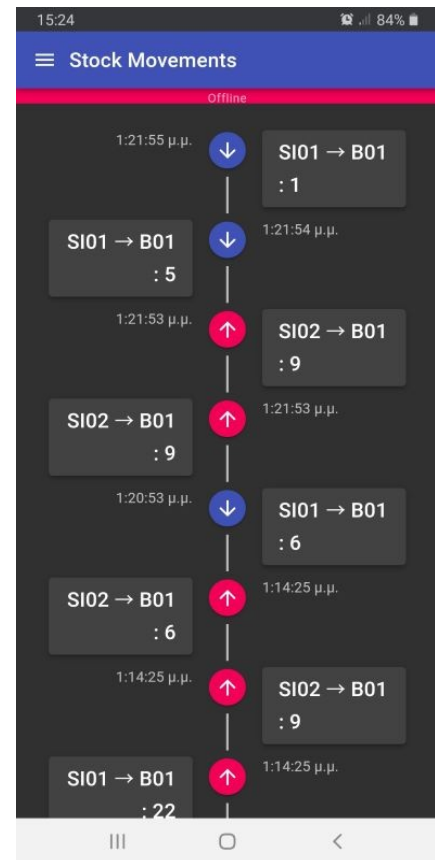 15:24
84%
Stock Movements
Offline
1:21:55 μ.μ.
SI01 → B01
: 1
1:21:54 μ.μ.
SI01 → B01
: 5
1:21:53 μ.μ.
SI02 → B01
: 9
1:21:53 μ.μ.
SI02 → B01
: 9
1:20:53 μ.μ.
SI01 → B01
: 6
1:14:25 μ.μ.
SI02 → B01
: 6
1:14:25 μ.μ.
SI02 → B01
: 9
1:14:25 μ.μ.
SI01 → B01
: 22